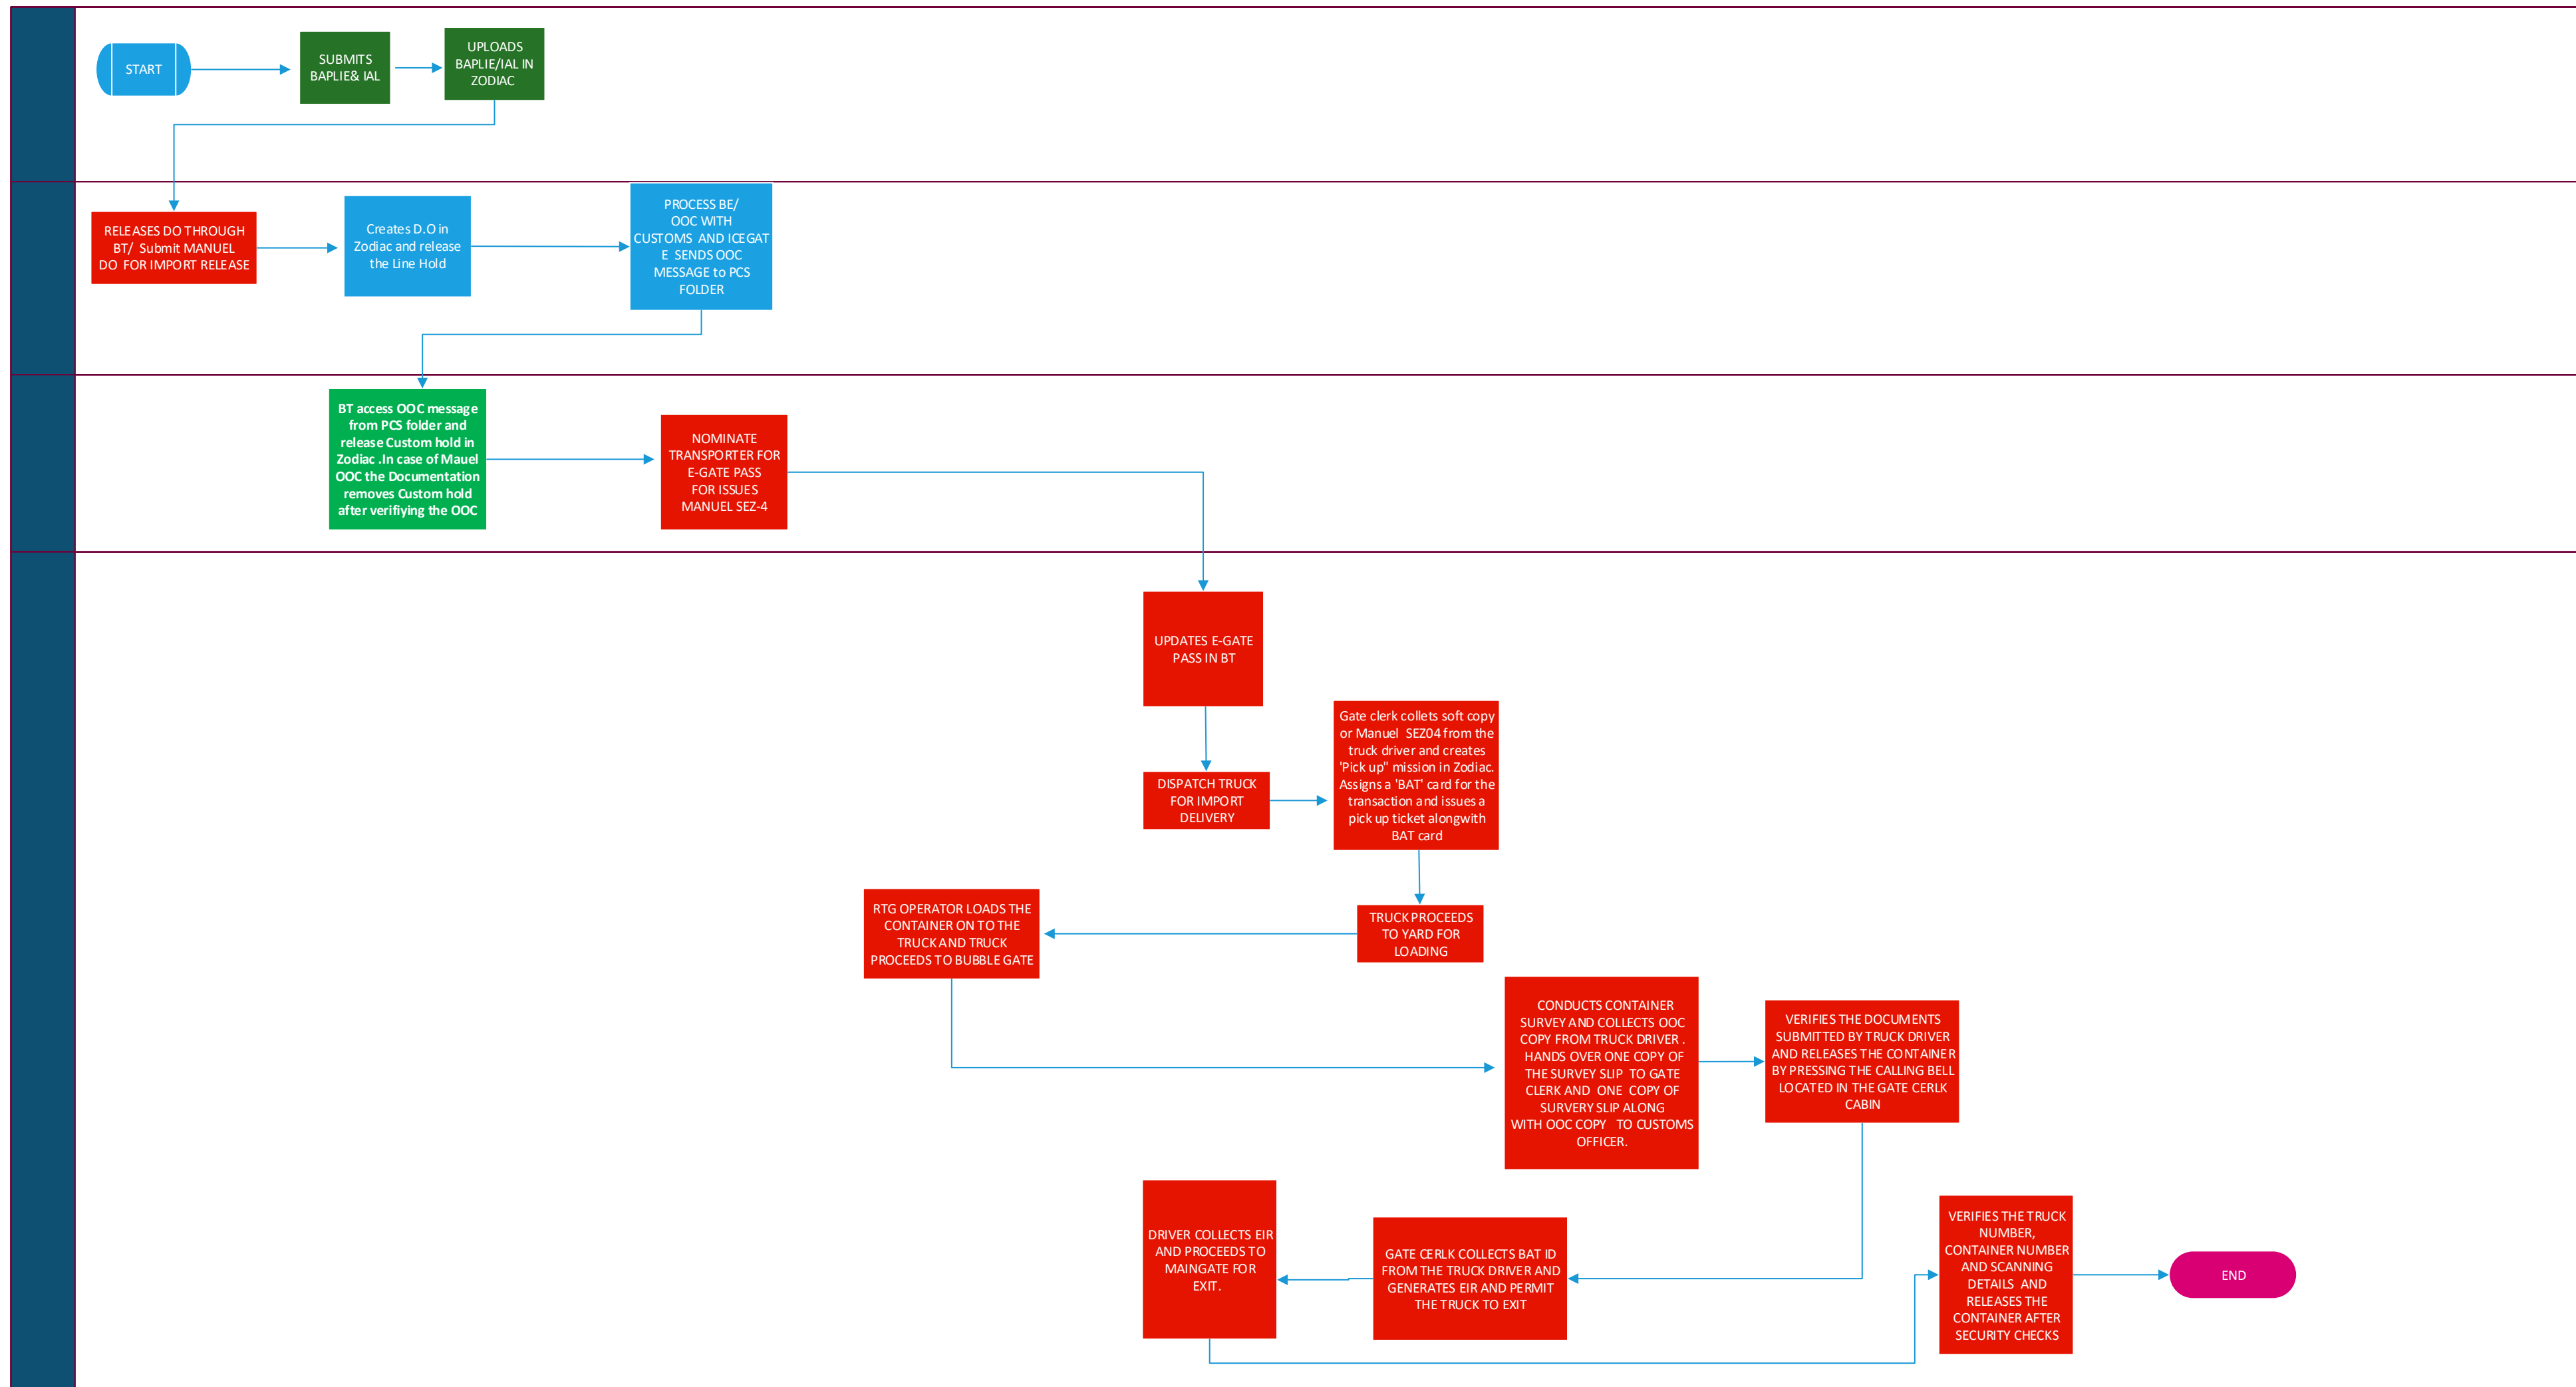 START
SUBMITS
BAPLIE& IAL
UPLOADS
BAPLIE/IAL IN
ZODIAC
RELEASES DO THROUGH
BT/ Submit MANUEL
DO FOR IMPORT RELEASE
Creates D.O in
Zodiac and release
the Line Hold
PROCESS BE/
OOC WITH
CUSTOMS AND ICEGAT
E SENDS OOC
MESSAGE to PCS
FOLDER
BT access OOC message
from PCS folder and
release Custom hold in
Zodiac .In case of Mauel
OOC the Documentation
removes Custom hold
after verifiying the OOC
NOMINATE
TRANSPORTER FOR
E-GATE PASS
FOR ISSUES
MANUEL SEZ-4
UPDATES E-GATE
PASS IN BT
DISPATCH TRUCK
FOR IMPORT
DELIVERY
Gate clerk collets soft copy
or Manuel SEZ04 from the
truck driver and creates
'Pick up" mission in Zodiac.
Assigns a 'BAT' card for the
transaction and issues a
pick up ticket alongwith
BAT card
TRUCK PROCEEDS
TO YARD FOR
LOADING
RTG OPERATOR LOADS THE
CONTAINER ON TO THE
TRUCK AND TRUCK
PROCEEDS TO BUBBLE GATE
CONDUCTS CONTAINER
SURVEY AND COLLECTS OOC
COPY FROM TRUCK DRIVER .
HANDS OVER ONE COPY OF
THE SURVEY SLIP TO GATE
CLERK AND ONE COPY OF
SURVERY SLIP ALONG
WITH OOC COPY TO CUSTOMS
OFFICER.
VERIFIES THE DOCUMENTS
SUBMITTED BY TRUCK DRIVER
AND RELEASES THE CONTAINER
BY PRESSING THE CALLING BELL
LOCATED IN THE GATE CERLK
CABIN
GATE CERLK COLLECTS BAT ID
FROM THE TRUCK DRIVER AND
GENERATES EIR AND PERMIT
THE TRUCK TO EXIT
DRIVER COLLECTS EIR
AND PROCEEDS TO
MAINGATE FOR
EXIT.
VERIFIES THE TRUCK
NUMBER,
CONTAINER NUMBER
AND SCANNING
DETAILS AND
RELEASES THE
CONTAINER AFTER
SECURITY CHECKS
END